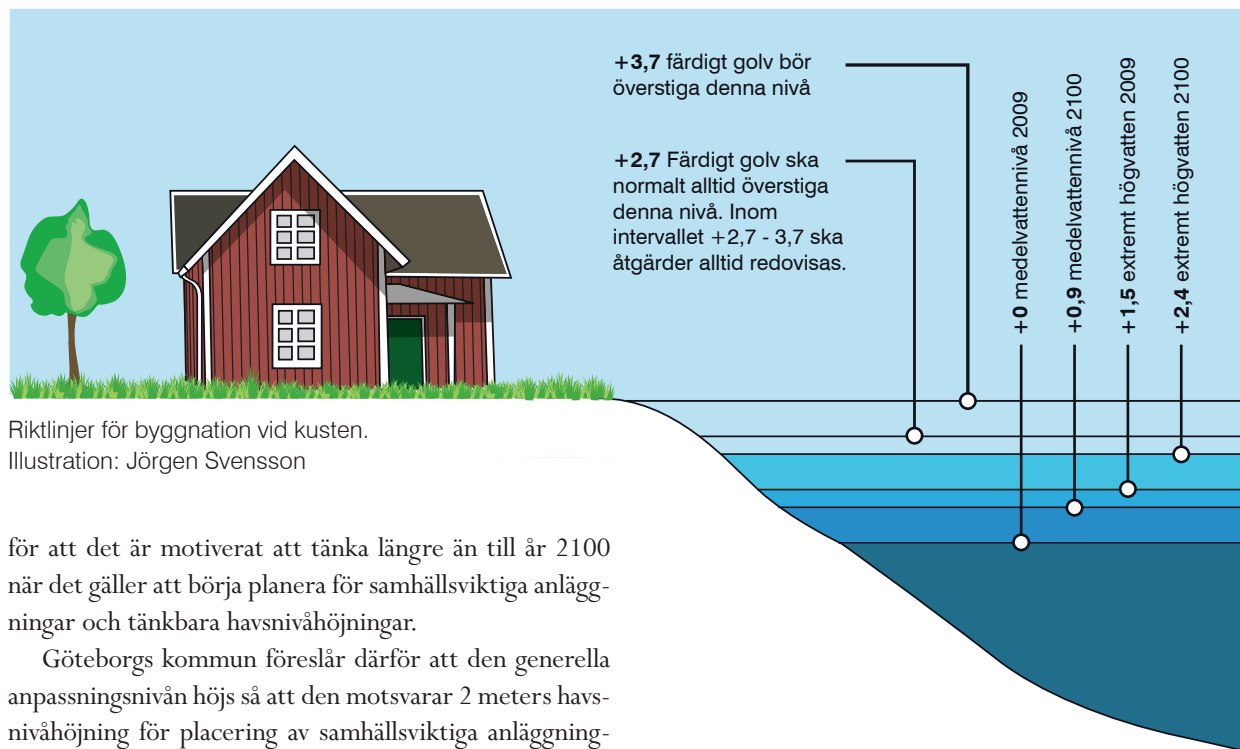 +3,7 färdigt golv bör
överstiga denna nivå
+2,7 Färdigt golv ska
normalt alltid överstiga
denna nivå. Inom
intervallet +2,7 - 3,7 ska
åtgärder alltid redovisas.
+0 medelvattennivå 2009
+0,9 medelvattennivå 2100
+1,5 extremt högvatten 2009
+2,4 extremt högvatten 2100
Riktlinjer för byggnation vid kusten.
Illustration: Jörgen Svensson
för att det är motiverat att tänka längre än till år 2100
när det gäller att börja planera för samhällsviktiga anlägg-
ningar och tänkbara havsnivåhöjningar.
Göteborgs kommun föreslår därför att den generella
anpassningsnivån höjs så att den motsvarar 2 meters havs-
nivåhöjning för placering av samhällsviktiga anläggning-